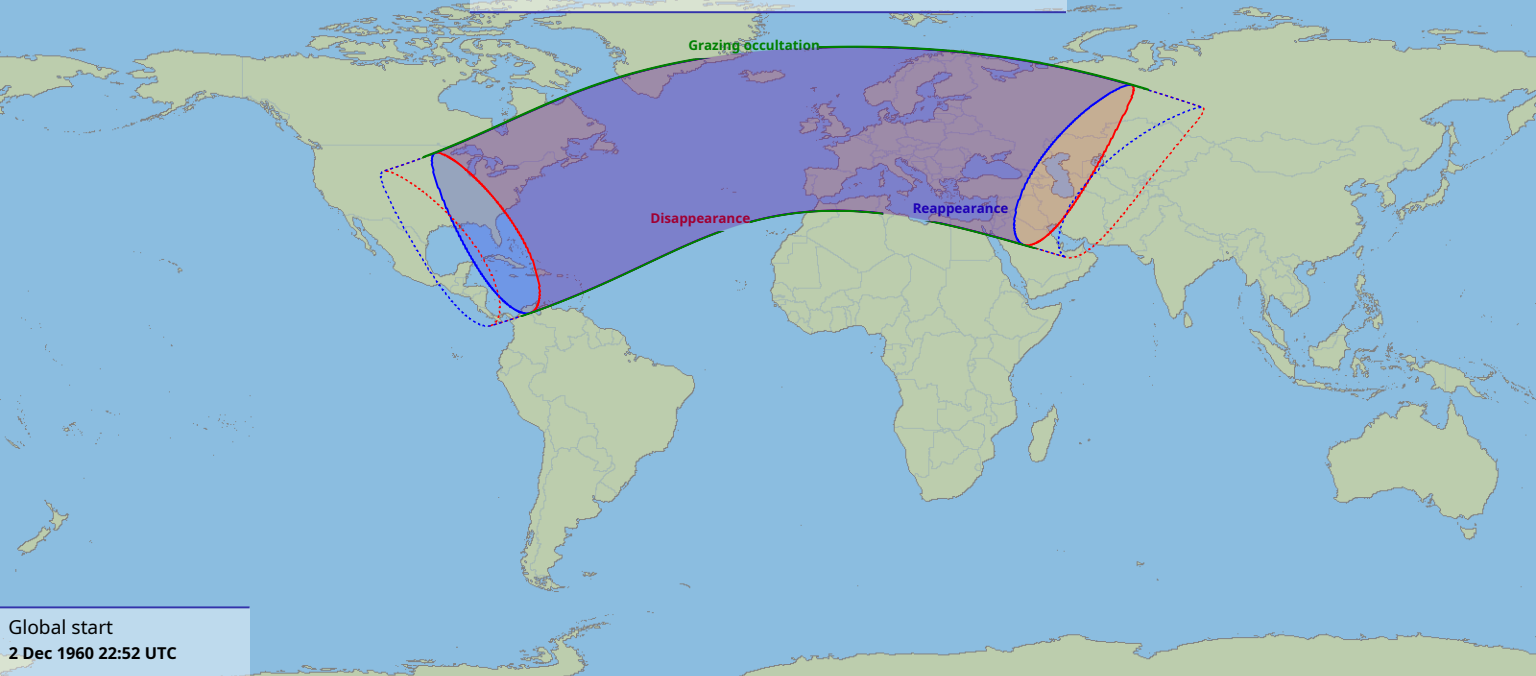 Grazing occultation
Reappearance
Disappearance
Global start
2 Dec 1960 22:52 UTC